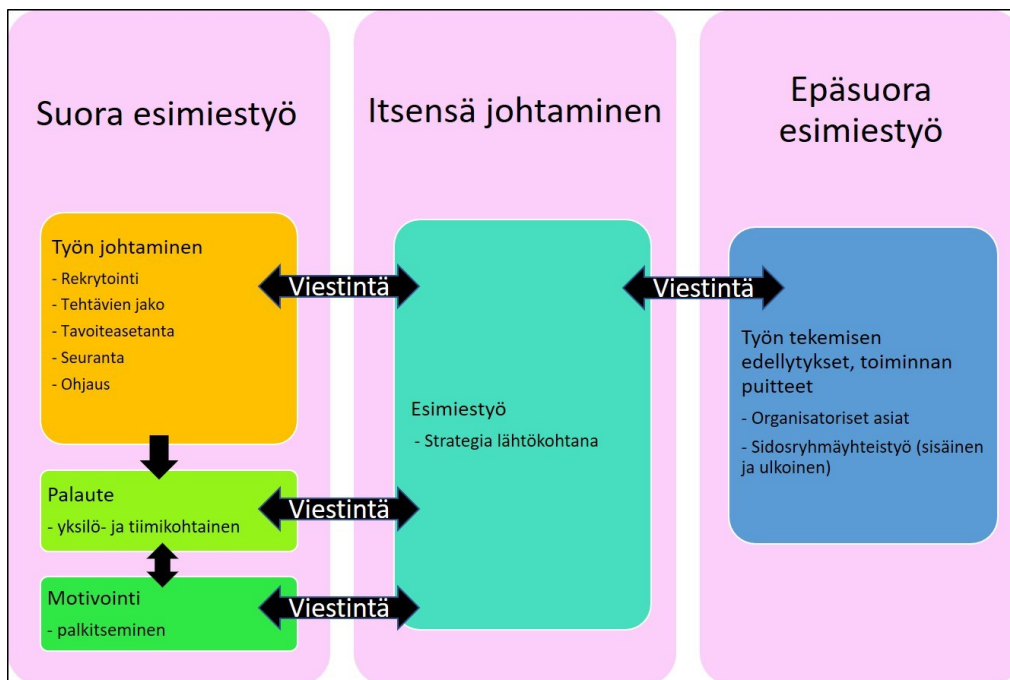 Suora esimiestyö
Työn johtaminen
- Rekrytointi
- Tehtävien jako
- Tavoiteasetanta
- Seuranta
- Ohjaus
Palaute
- yksilö- ja tiimikohtainen
Motivointi
- palkitseminen
Viestintä
Viestintä
Viestintä
Itsensä johtaminen
Esimiestyö
- Strategia lähtökohtana
Viestintä
Epäsuora
esimiestyö
Työn tekemisen
edellytykset, toiminnan
puitteet
- Organisatoriset asiat
- Sidosryhmäyhteistyö (sisäinen
ja ulkoinen)